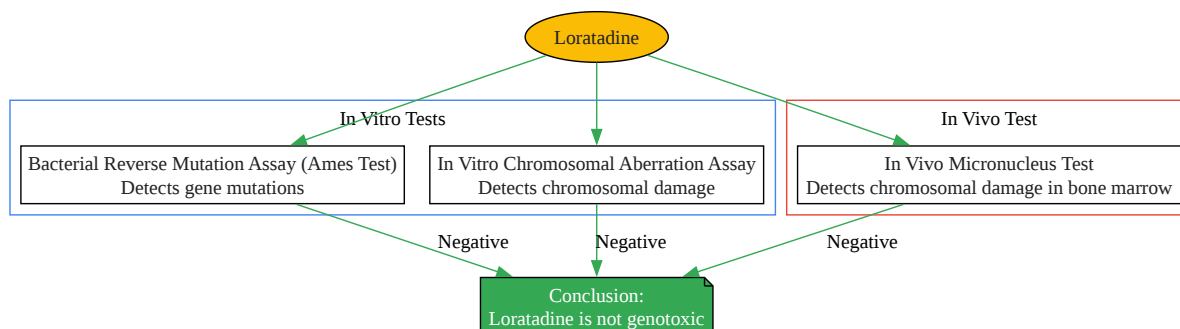 Loratadine
In Vitro Tests
In Vivo Test
Bacterial Reverse Mutation Assay (Ames Test)
Detects gene mutations
In Vitro Chromosomal Aberration Assay
Detects chromosomal damage
In Vivo Micronucleus Test
Detects chromosomal damage in bone marrow
Negative
Negative
Negative
Conclusion:
Loratadine is not genotoxic